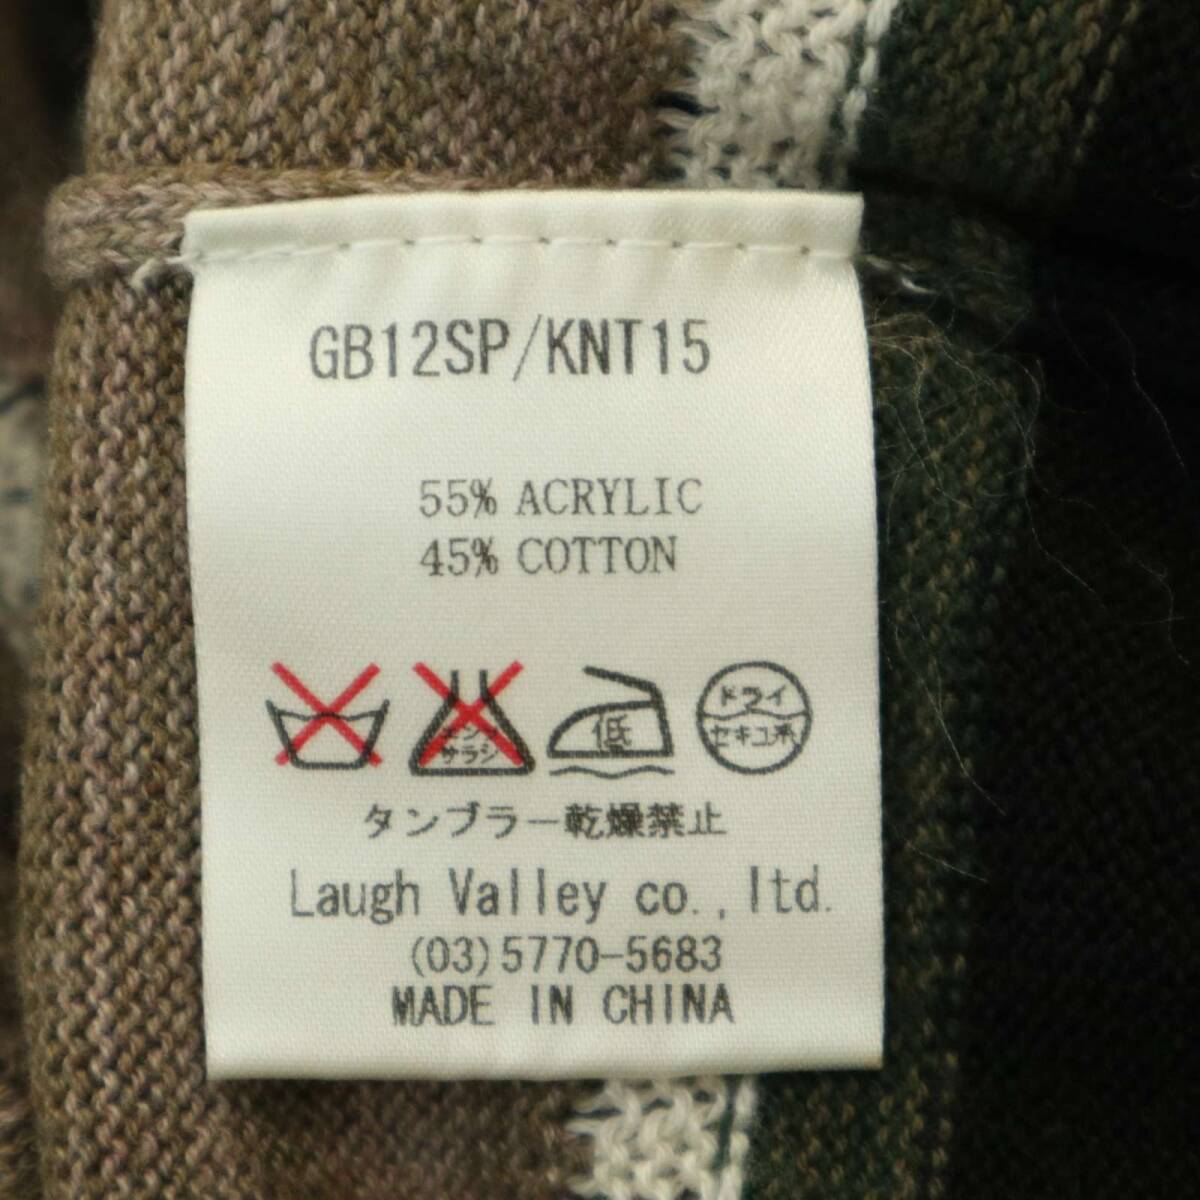 GB12SP/KNT15
55% ACRYLIC
45% COTTON
エンソ
サラシ
低
ドライ
セキユ系
タンブラー乾燥禁止
Laugh Valley co., ltd.
(03)5770-5683
MADE IN CHINA